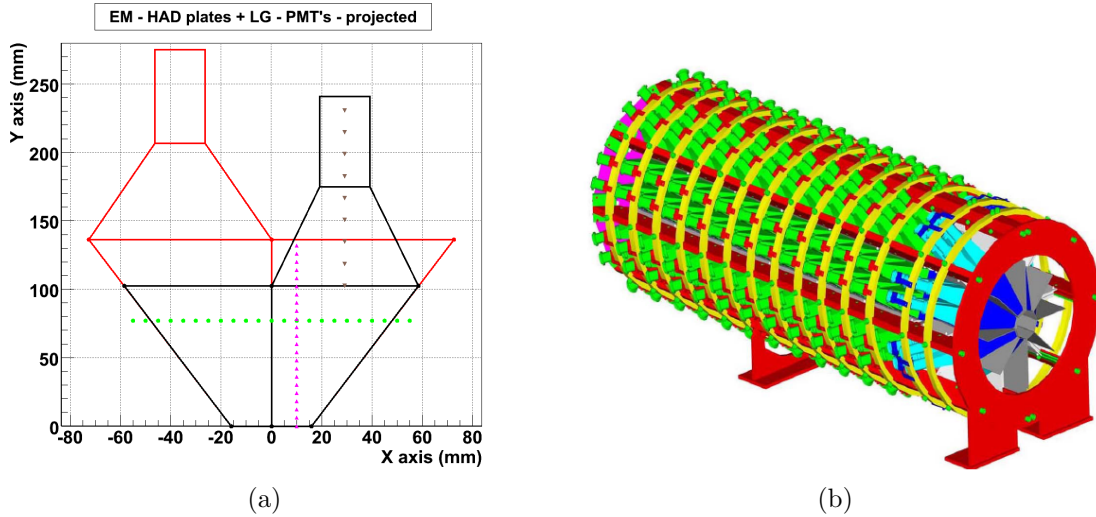 EM - HAD plates + LG - PMT's - projected
Y axis (mm)
250
200
150
100
50
0
-80 -60 -40 -20 0 20 40 60 80
X axis (mm)
(a)
(b)